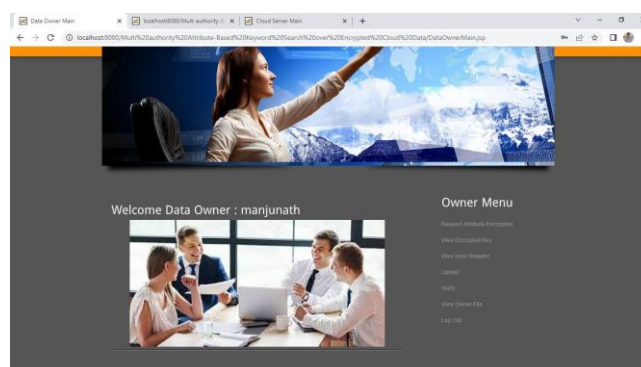 Data Owner Main
localhost:8080/Multi authority At
Cloud Server Main
localhost:8080/Multi%20authority%20Attribute-Based%20Keyword%20Search%20over%20Encrypted%20Cloud%20Data/DataOwnerMain.jsp
Owner Menu
Welcome Data Owner : manjunath
Request Attribute Encryption
View Encrypted Key
View User Request
Upload
Verify
View Owner File
Log Out